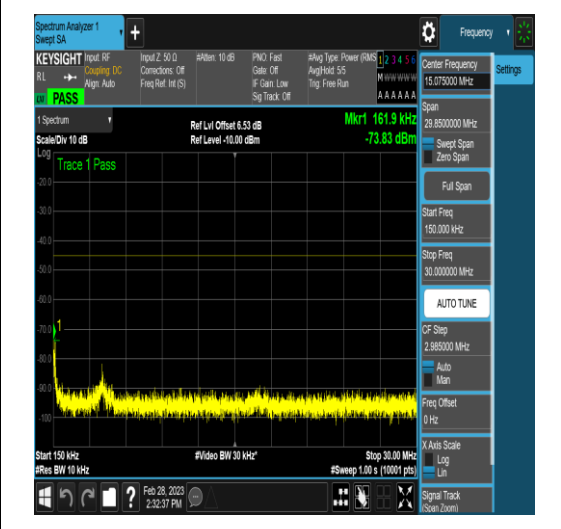 Spectrum Analyzer 1
Swept SA
Frequency
KEYSIGHT
Input: RF
Coupling: DC
Align: Auto
Input Z: 50 Ω
Corrections: Off
Freq Ref: Int (S)
#Atten: 10 dB
PNO: Fast
Gate: Off
IF Gain: Low
Sig Track: Off
#Avg Type: Power (RMS
Avg|Hold: 5/5
Trig: Free Run
1 2 3 4 5 6
M W W W W W
A A A A A A
RL
PASS
1 Spectrum
Scale/Div 10 dB
Ref Lvl Offset 6.53 dB
Ref Level -10.00 dBm
Mkr1 161.9 kHz
-73.83 dBm
Log
Trace 1 Pass
-20.0
-30.0
-40.0
-50.0
-60.0
-70.0
-80.0
-90.0
-100
1
Start 150 kHz
#Res BW 10 kHz
#Video BW 30 kHz*
Stop 30.00 MHz
#Sweep 1.00 s (10001 pts)
Feb 28, 2023
2:32:37 PM
Center Frequency
15.075000 MHz
Settings
Span
29.8500000 MHz
Swept Span
Zero Span
Full Span
Start Freq
150.000 kHz
Stop Freq
30.000000 MHz
AUTO TUNE
CF Step
2.985000 MHz
Auto
Man
Freq Offset
0 Hz
X Axis Scale
Log
Lin
Signal Track
(Span Zoom)